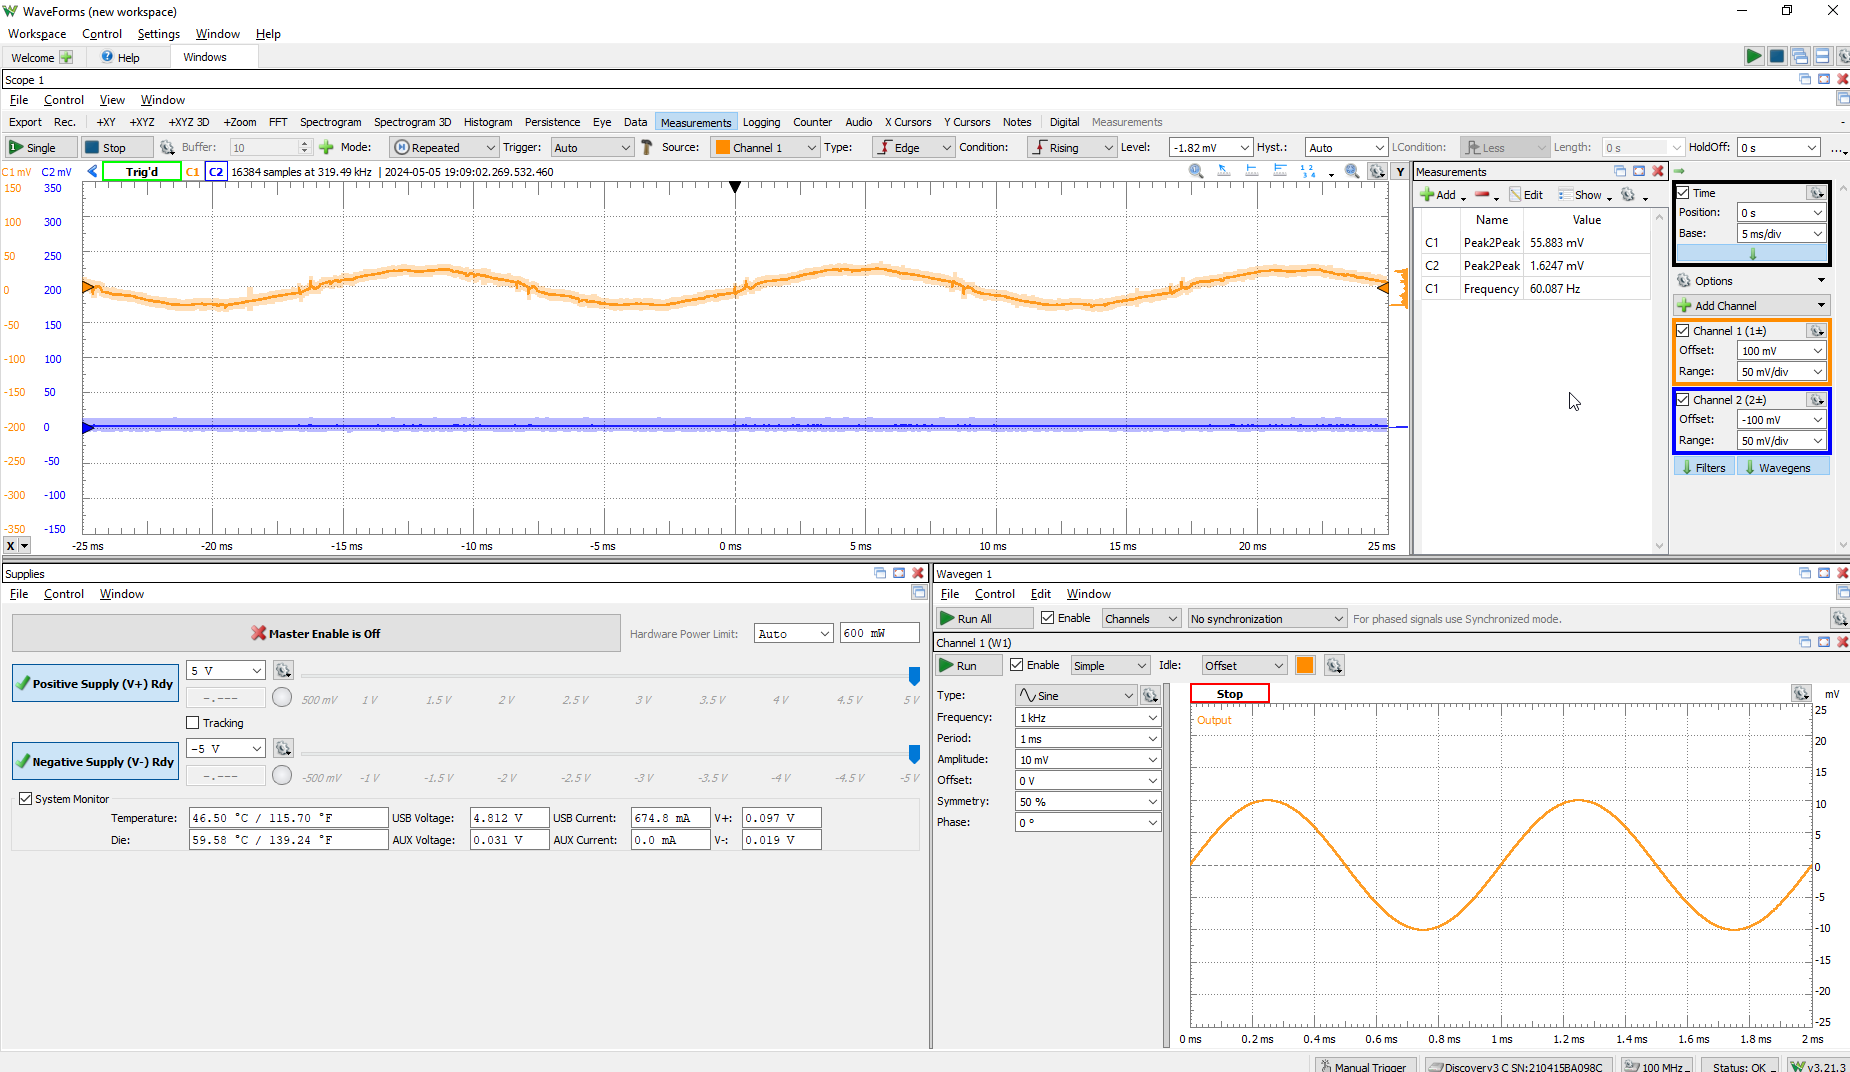 WaveForms (new workspace)
Workspace Control Settings Window Help
Welcome Help Windows
Scope 1
File Control View Window
Export Rec. +XY +XYZ +XYZ 3D +Zoom FFT Spectrogram Spectrogram 3D Histogram Persistence Eye Data Measurements Logging Counter Audio X Cursors Y Cursors Notes Digital Measurements
Single Stop Buffer: 10 Mode: Repeated Trigger: Auto Source: Channel 1 Type: Edge Condition: Rising Level: -1.82 mV Hyst.: Auto LCondition: Less Length: 0 s HoldOff: 0 s ...
C1 mV C2 mV Trig'd C1 C2 16384 samples at 319.49 kHz | 2024-05-05 19:09:02.269.532.460 Y
150 350
100 300
50 250
0 200
-50 150
-100 100
-150 50
-200 0
-250 -50
-300 -100
-350 -150
X -25 ms -20 ms -15 ms -10 ms -5 ms 0 ms 5 ms 10 ms 15 ms 20 ms 25 ms
Measurements
Add Edit Show
Name Value
C1 Peak2Peak 55.883 mV
C2 Peak2Peak 1.6247 mV
C1 Frequency 60.087 Hz
Time
Position: 0 s
Base: 5 ms/div
Options
Add Channel
Channel 1 (1±)
Offset: 100 mV
Range: 50 mV/div
Channel 2 (2±)
Offset: -100 mV
Range: 50 mV/div
Filters Wavegens
Supplies
File Control Window
Master Enable is Off Hardware Power Limit: Auto 600 mW
Positive Supply (V+) Rdy 5 V
-.--- 500 mV 1 V 1.5 V 2 V 2.5 V 3 V 3.5 V 4 V 4.5 V 5 V
Tracking
Negative Supply (V-) Rdy -5 V
-.--- -500 mV -1 V -1.5 V -2 V -2.5 V -3 V -3.5 V -4 V -4.5 V -5 V
System Monitor
Temperature: 46.50 °C / 115.70 °F USB Voltage: 4.812 V USB Current: 674.8 mA V+: 0.097 V
Die: 59.58 °C / 139.24 °F AUX Voltage: 0.031 V AUX Current: 0.0 mA V-: 0.019 V
Wavegen 1
File Control Edit Window
Run All Enable Channels No synchronization For phased signals use Synchronized mode.
Channel 1 (W1)
Run Enable Simple Idle: Offset
Type: Sine
Frequency: 1 kHz
Period: 1 ms
Amplitude: 10 mV
Offset: 0 V
Symmetry: 50 %
Phase: 0 °
Stop mV
Output
25
20
15
10
5
0
-5
-10
-15
-20
-25
0 ms 0.2 ms 0.4 ms 0.6 ms 0.8 ms 1 ms 1.2 ms 1.4 ms 1.6 ms 1.8 ms 2 ms
Manual Trigger Discovery3 C SN:210415BA098C 100 MHz Status: OK v3.21.3